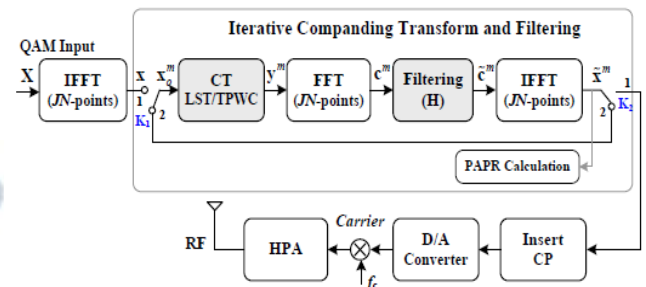 Iterative Companding Transform and Filtering
QAM Input
X
IFFT
(JN-points)
x
1
K₁
2
xₒᵐ
CT
LST/TPWC
yᵐ
FFT
(JN-points)
cᵐ
Filtering
(H)
c̃ᵐ
IFFT
(JN-points)
x̃ᵐ
1
2
K₂
PAPR Calculation
RF
HPA
Carrier
fc
D/A
Converter
Insert
CP